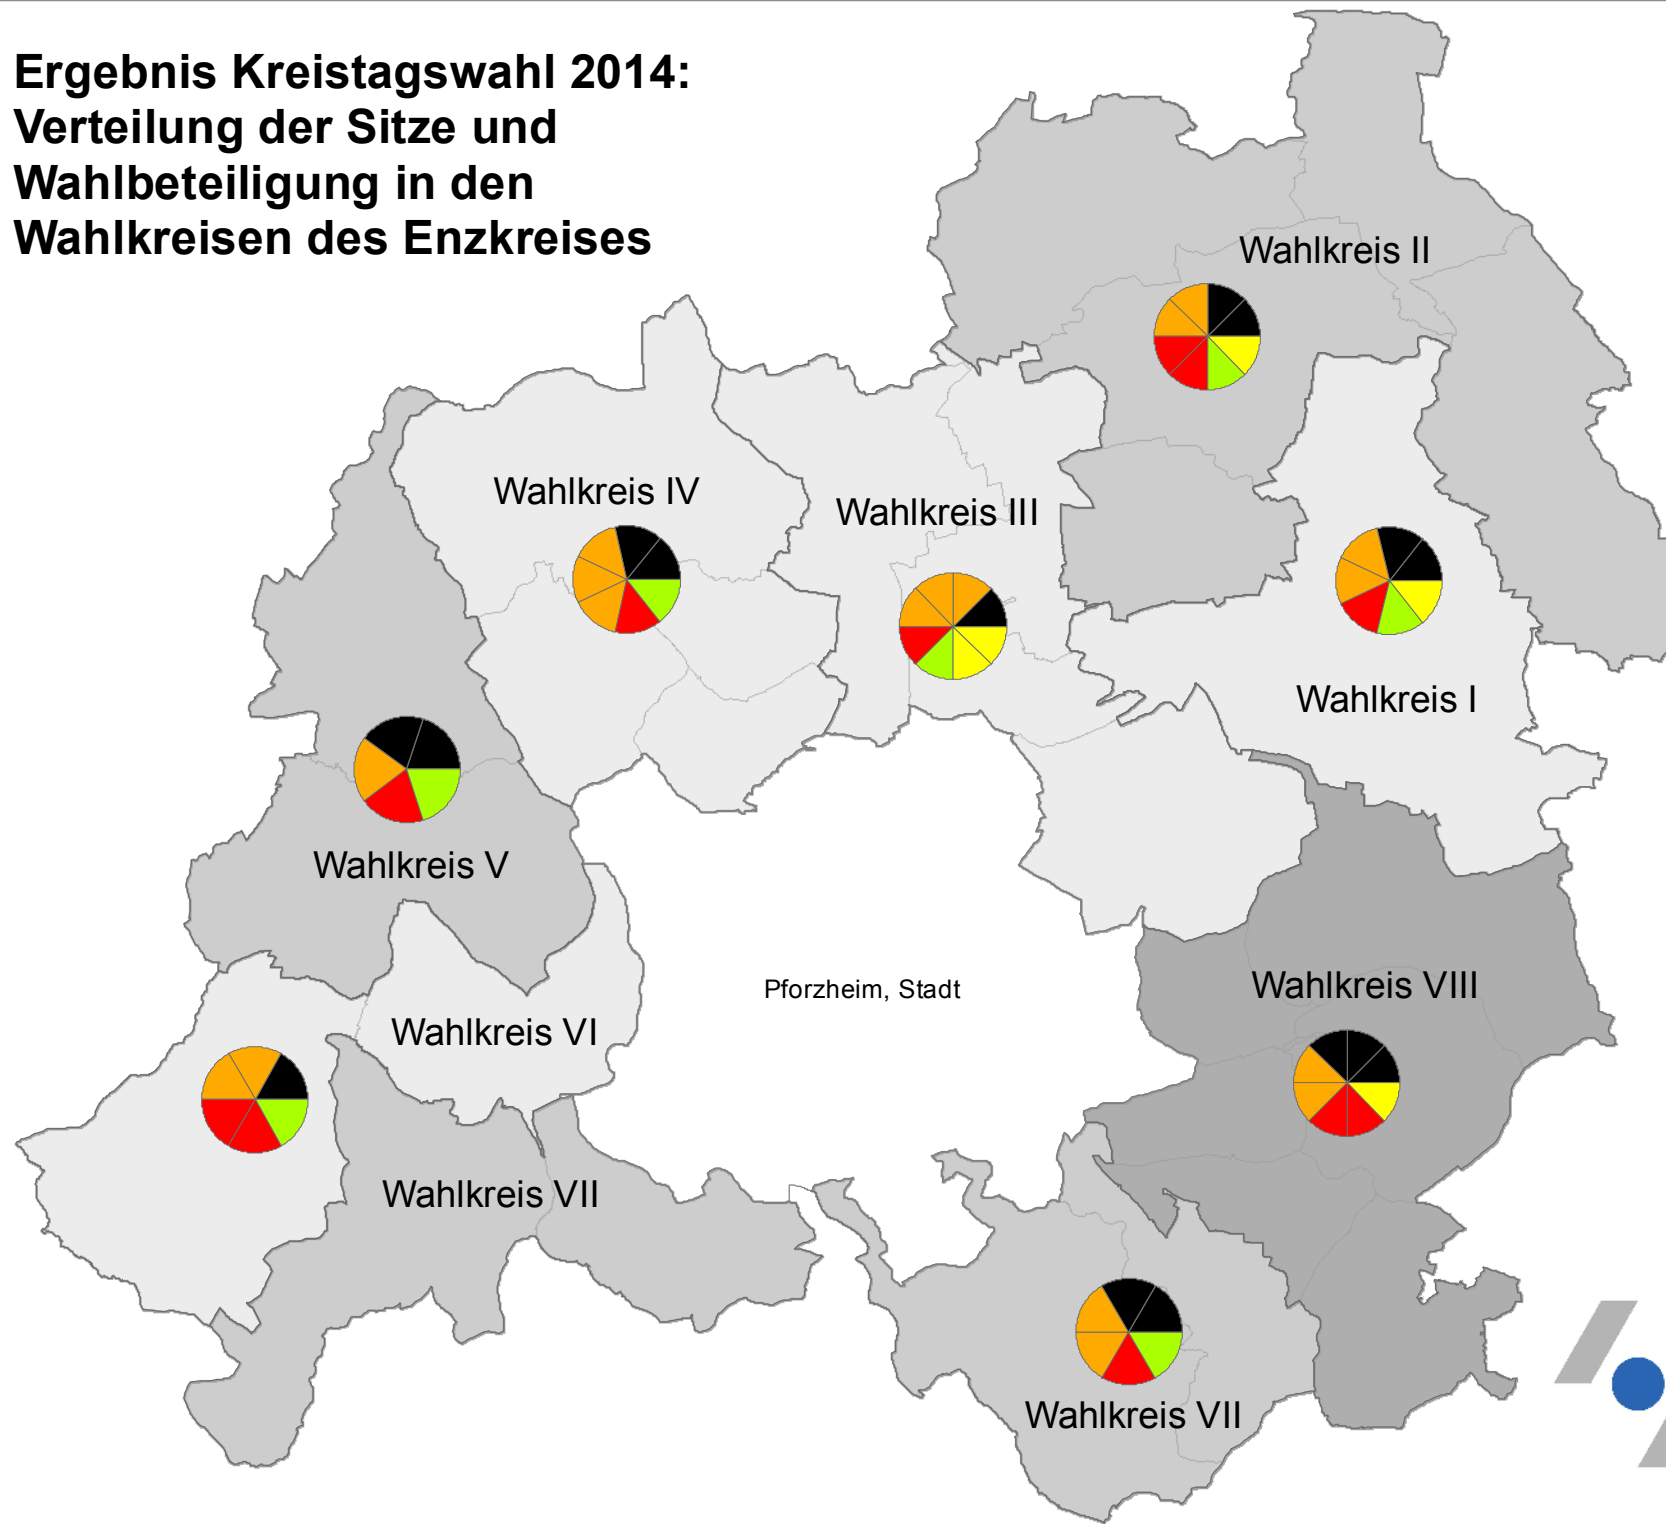 Ergebnis Kreistagswahl 2014:
Verteilung der Sitze und
Wahlbeteiligung in den
Wahlkreisen des Enzkreises
Wahlkreis II
Wahlkreis IV
Wahlkreis III
Wahlkreis I
Wahlkreis V
Pforzheim, Stadt
Wahlkreis VIII
Wahlkreis VI
Wahlkreis VII
Wahlkreis VII